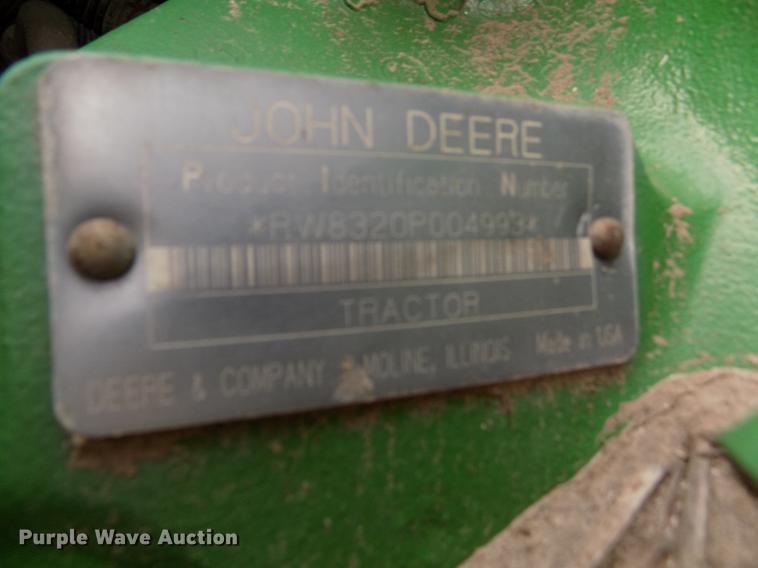 JOHN DEERE
Product Identification Number
*RW8320P004993*
TRACTOR
DEERE & COMPANY MOLINE, ILLINOIS Made in USA
Purple Wave Auction